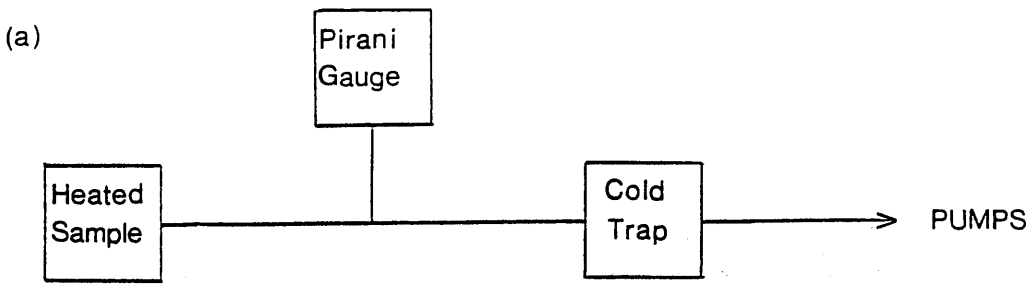 (a)
Pirani
Gauge
Heated
Sample
Cold
Trap
PUMPS